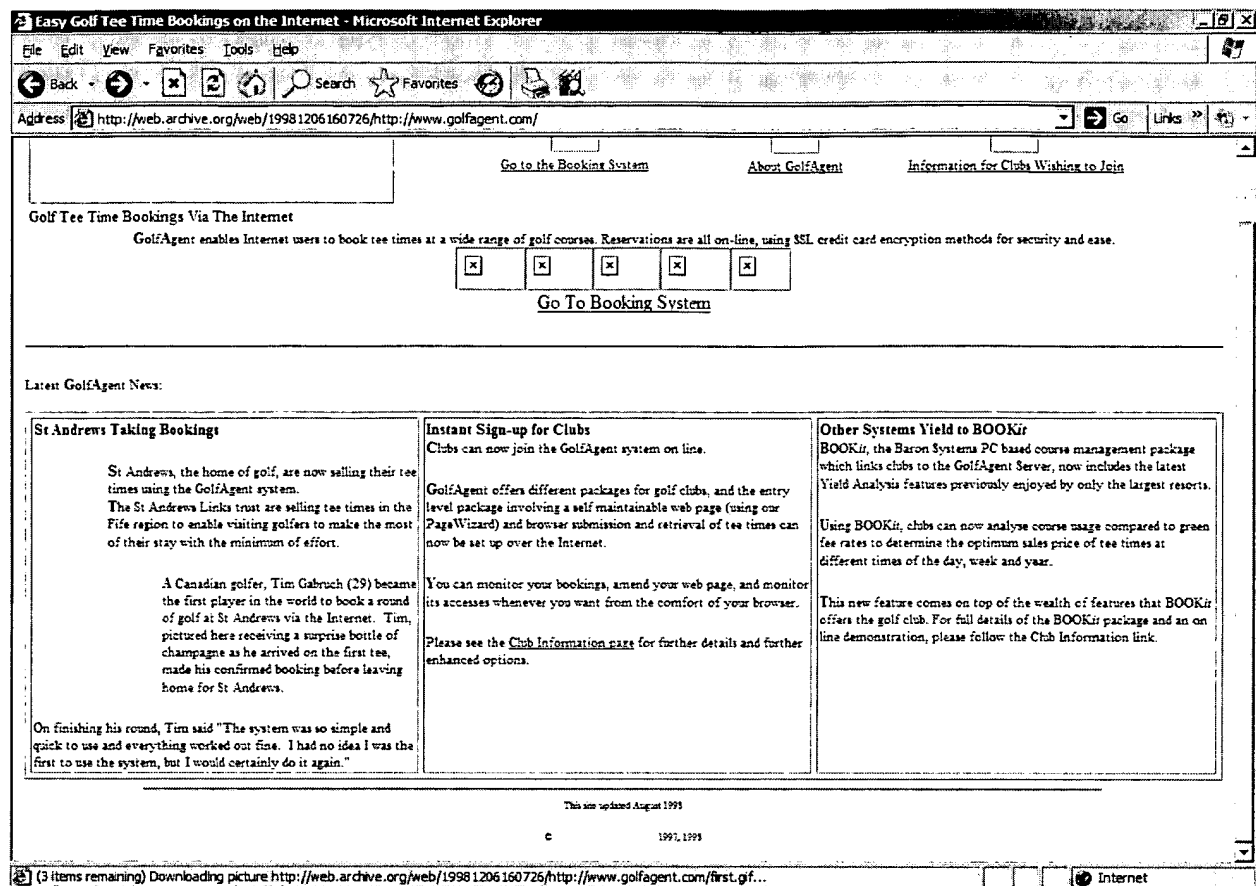 Easy Golf Tee Time Bookings on the Internet - Microsoft Internet Explorer
File Edit View Favorites Tools Help
Back Search Favorites
Address http://web.archive.org/web/19981206160726/http://www.golfagent.com/ Go Links »
Go to the Booking System About GolfAgent Information for Clubs Wishing to Join
Golf Tee Time Bookings Via The Internet
GolfAgent enables Internet users to book tee times at a wide range of golf courses. Reservations are all on-line, using SSL credit card encryption methods for security and ease.
Go To Booking System
Latest GolfAgent News:
St Andrews Taking Bookings
St Andrews, the home of golf, are now selling their tee
times using the GolfAgent system.
The St Andrews Links trust are selling tee times in the
Fife region to enable visiting golfers to make the most
of their stay with the minimum of effort.
A Canadian golfer, Tim Gabruch (29) became
the first player in the world to book a round
of golf at St Andrews via the Internet. Tim,
pictured here receiving a surprise bottle of
champagne as he arrived on the first tee,
made his confirmed booking before leaving
home for St Andrews.
On finishing his round, Tim said "The system was so simple and
quick to use and everything worked out fine. I had no idea I was the
first to use the system, but I would certainly do it again."
Instant Sign-up for Clubs
Clubs can now join the GolfAgent system on line.
GolfAgent offers different packages for golf clubs, and the entry
level package involving a self maintainable web page (using our
PageWizard) and browser submission and retrieval of tee times can
now be set up over the Internet.
You can monitor your bookings, amend your web page, and monitor
its accesses whenever you want from the comfort of your browser.
Please see the Club Information page for further details and further
enhanced options.
Other Systems Yield to BOOKit
BOOKit, the Baron Systems PC based course management package
which links clubs to the GolfAgent Server, now includes the latest
Yield Analysis features previously enjoyed by only the largest resorts.
Using BOOKit, clubs can now analyse course usage compared to green
fee rates to determine the optimum sales price of tee times at
different times of the day, week and year.
This new feature comes on top of the wealth of features that BOOKit
offers the golf club. For full details of the BOOKit package and an on
line demonstration, please follow the Club Information link.
This site updated August 1998
© 1997, 1998
(3 items remaining) Downloading picture http://web.archive.org/web/19981206160726/http://www.golfagent.com/first.gif... Internet